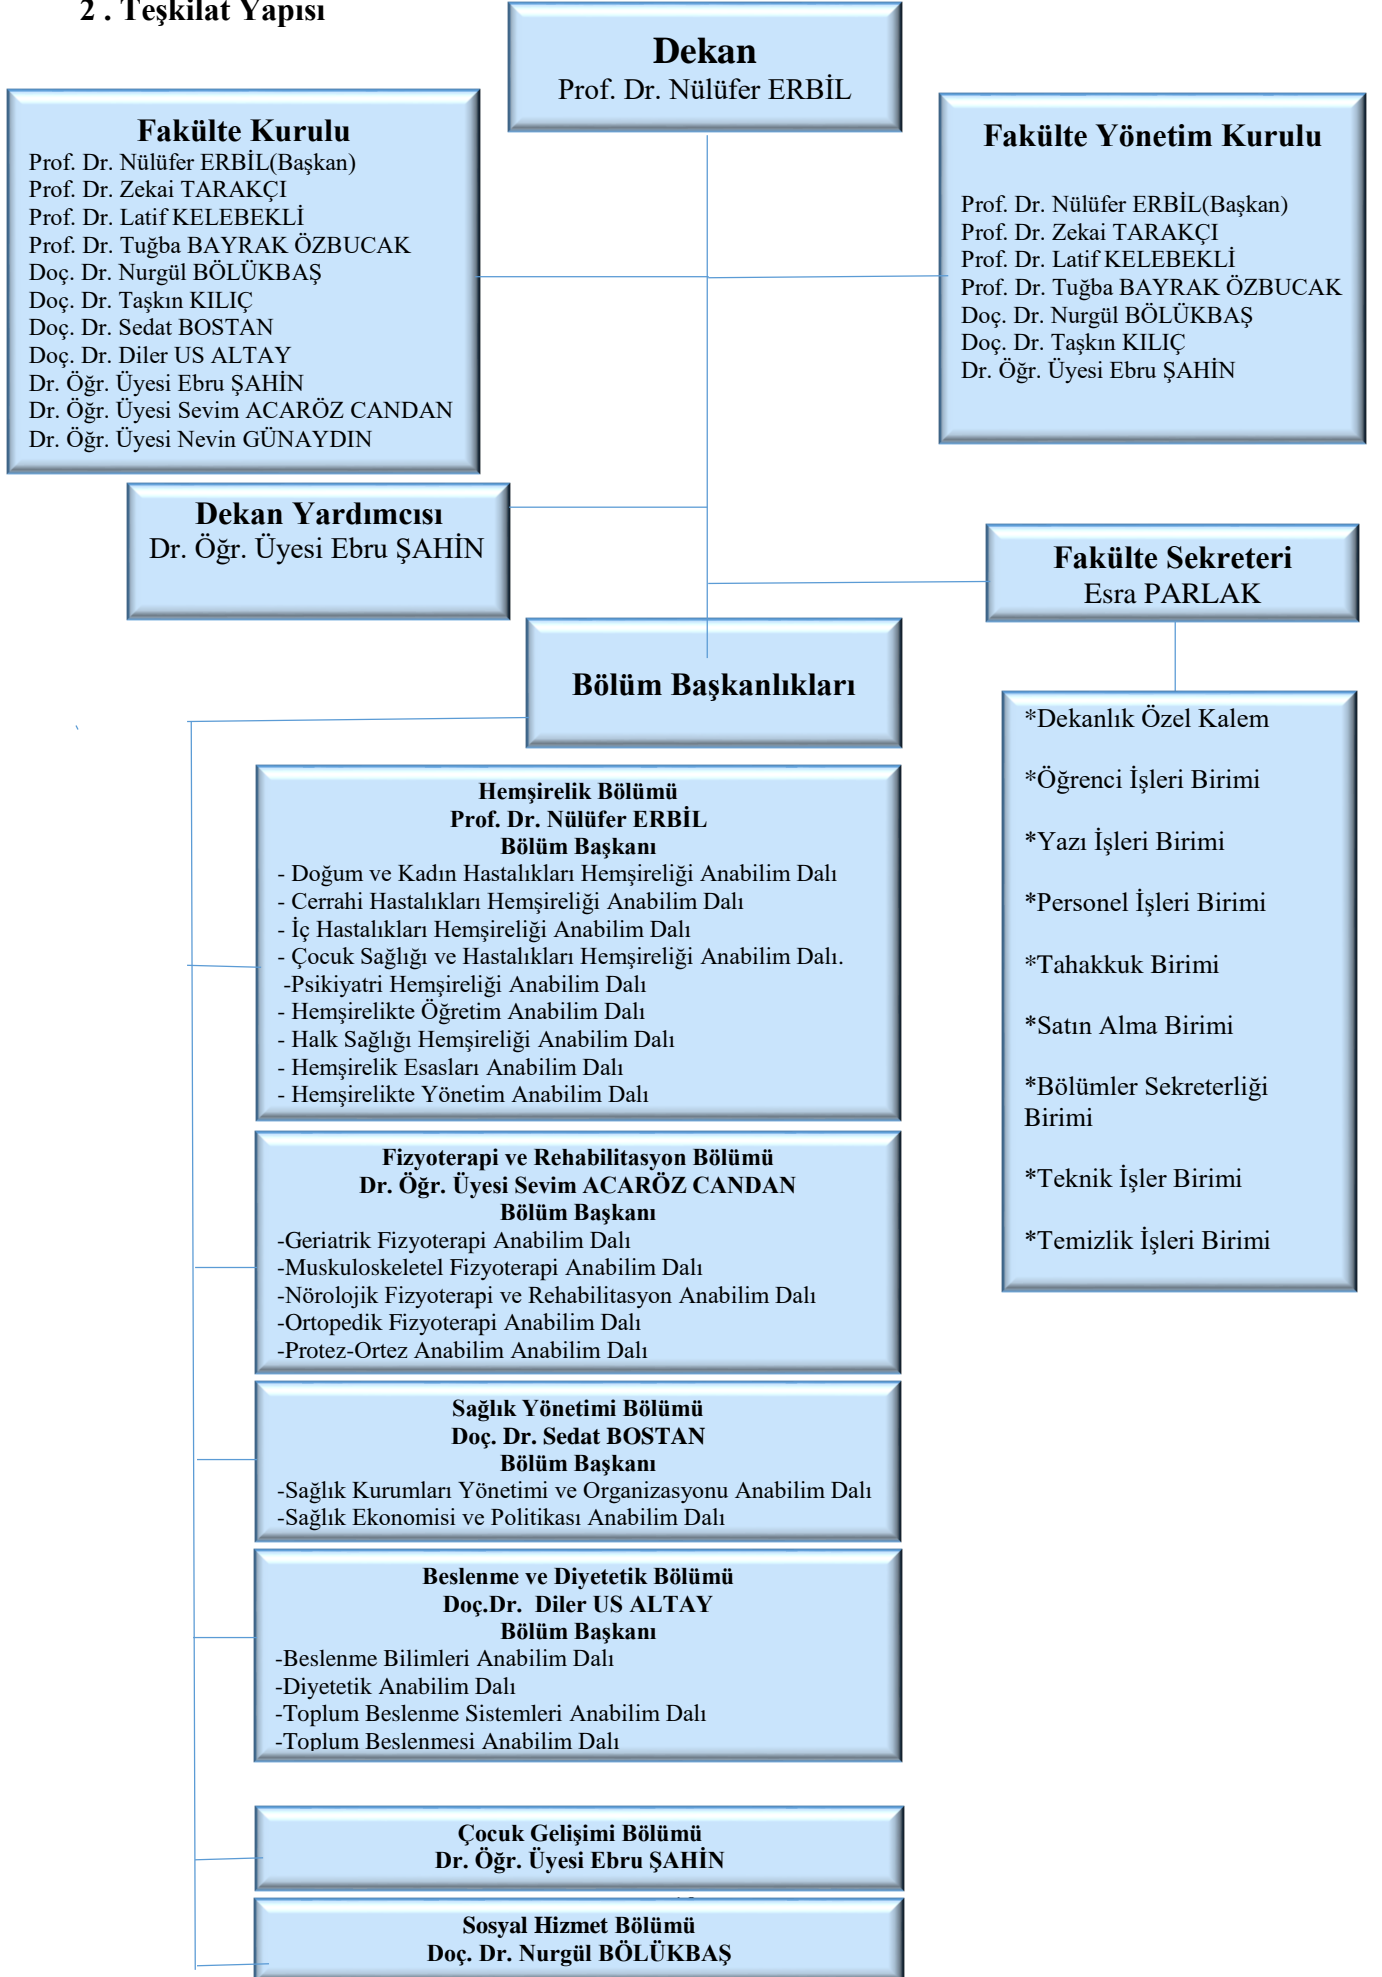 2 . Teşkilat Yapısı
Dekan
Prof. Dr. Nülüfer ERBİL
Fakülte Kurulu
Prof. Dr. Nülüfer ERBİL(Başkan)
Prof. Dr. Zekai TARAKÇI
Prof. Dr. Latif KELEBEKLİ
Prof. Dr. Tuğba BAYRAK ÖZBUCAK
Doç. Dr. Nurgül BÖLÜKBAŞ
Doç. Dr. Taşkın KILIÇ
Doç. Dr. Sedat BOSTAN
Doç. Dr. Diler US ALTAY
Dr. Öğr. Üyesi Ebru ŞAHİN
Dr. Öğr. Üyesi Sevim ACARÖZ CANDAN
Dr. Öğr. Üyesi Nevin GÜNAYDIN
Fakülte Yönetim Kurulu
Prof. Dr. Nülüfer ERBİL(Başkan)
Prof. Dr. Zekai TARAKÇI
Prof. Dr. Latif KELEBEKLİ
Prof. Dr. Tuğba BAYRAK ÖZBUCAK
Doç. Dr. Nurgül BÖLÜKBAŞ
Doç. Dr. Taşkın KILIÇ
Dr. Öğr. Üyesi Ebru ŞAHİN
Dekan Yardımcısı
Dr. Öğr. Üyesi Ebru ŞAHİN
Fakülte Sekreteri
Esra PARLAK
Bölüm Başkanlıkları
*Dekanlık Özel Kalem
*Öğrenci İşleri Birimi
*Yazı İşleri Birimi
*Personel İşleri Birimi
*Tahakkuk Birimi
*Satın Alma Birimi
*Bölümler Sekreterliği
Birimi
*Teknik İşler Birimi
*Temizlik İşleri Birimi
Hemşirelik Bölümü
Prof. Dr. Nülüfer ERBİL
Bölüm Başkanı
- Doğum ve Kadın Hastalıkları Hemşireliği Anabilim Dalı
- Cerrahi Hastalıkları Hemşireliği Anabilim Dalı
- İç Hastalıkları Hemşireliği Anabilim Dalı
- Çocuk Sağlığı ve Hastalıkları Hemşireliği Anabilim Dalı.
-Psikiyatri Hemşireliği Anabilim Dalı
- Hemşirelikte Öğretim Anabilim Dalı
- Halk Sağlığı Hemşireliği Anabilim Dalı
- Hemşirelik Esasları Anabilim Dalı
- Hemşirelikte Yönetim Anabilim Dalı
Fizyoterapi ve Rehabilitasyon Bölümü
Dr. Öğr. Üyesi Sevim ACARÖZ CANDAN
Bölüm Başkanı
-Geriatrik Fizyoterapi Anabilim Dalı
-Muskuloskeletel Fizyoterapi Anabilim Dalı
-Nörolojik Fizyoterapi ve Rehabilitasyon Anabilim Dalı
-Ortopedik Fizyoterapi Anabilim Dalı
-Protez-Ortez Anabilim Anabilim Dalı
Sağlık Yönetimi Bölümü
Doç. Dr. Sedat BOSTAN
Bölüm Başkanı
-Sağlık Kurumları Yönetimi ve Organizasyonu Anabilim Dalı
-Sağlık Ekonomisi ve Politikası Anabilim Dalı
Beslenme ve Diyetetik Bölümü
Doç.Dr. Diler US ALTAY
Bölüm Başkanı
-Beslenme Bilimleri Anabilim Dalı
-Diyetetik Anabilim Dalı
-Toplum Beslenme Sistemleri Anabilim Dalı
-Toplum Beslenmesi Anabilim Dalı
Çocuk Gelişimi Bölümü
Dr. Öğr. Üyesi Ebru ŞAHİN
Sosyal Hizmet Bölümü
Doç. Dr. Nurgül BÖLÜKBAŞ